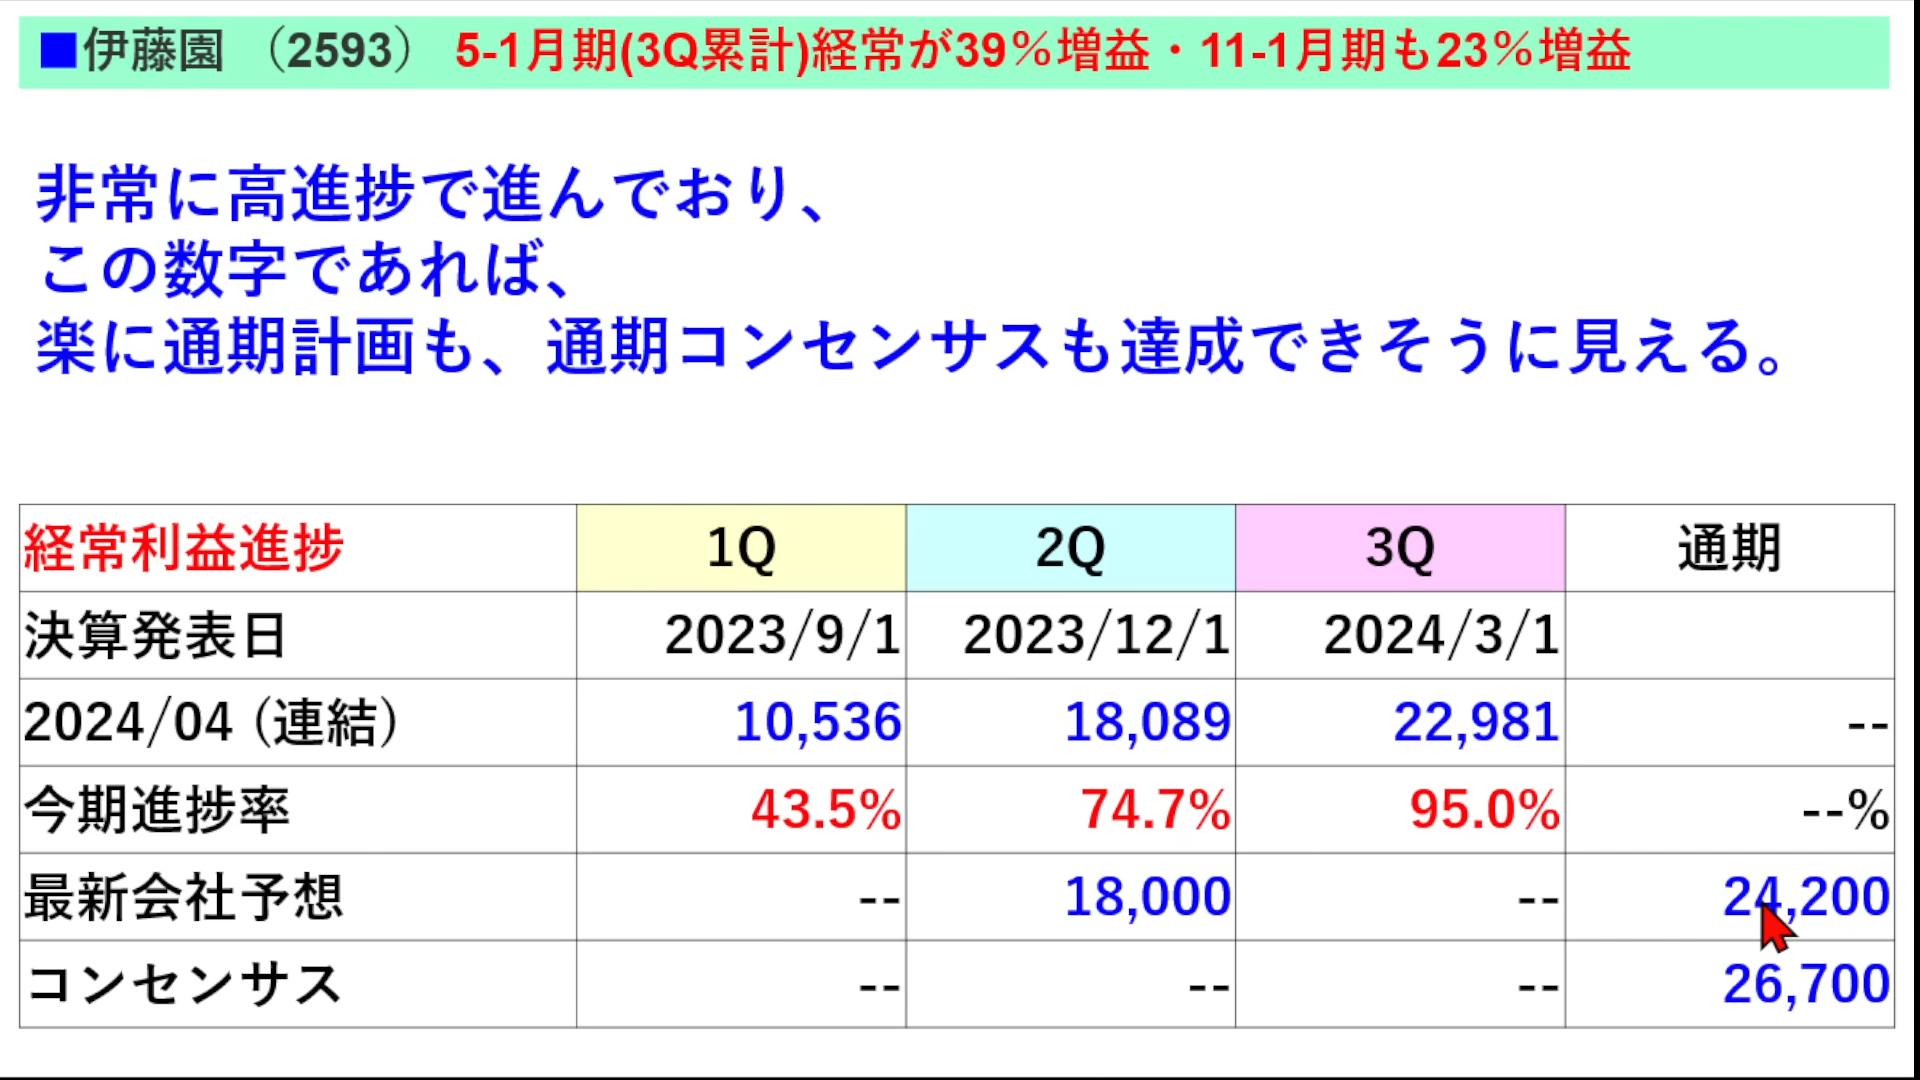 ■伊藤園 （2593） 5-1月期(3Q累計)経常が39％増益・11-1月期も23％増益
非常に高進捗で進んでおり、
この数字であれば、
楽に通期計画も、通期コンセンサスも達成できそうに見える。
経常利益進捗 1Q 2Q 3Q 通期
決算発表日 2023/9/1 2023/12/1 2024/3/1
2024/04 (連結) 10,536 18,089 22,981 --
今期進捗率 43.5% 74.7% 95.0% --%
最新会社予想 -- 18,000 -- 24,200
コンセンサス -- -- -- 26,700